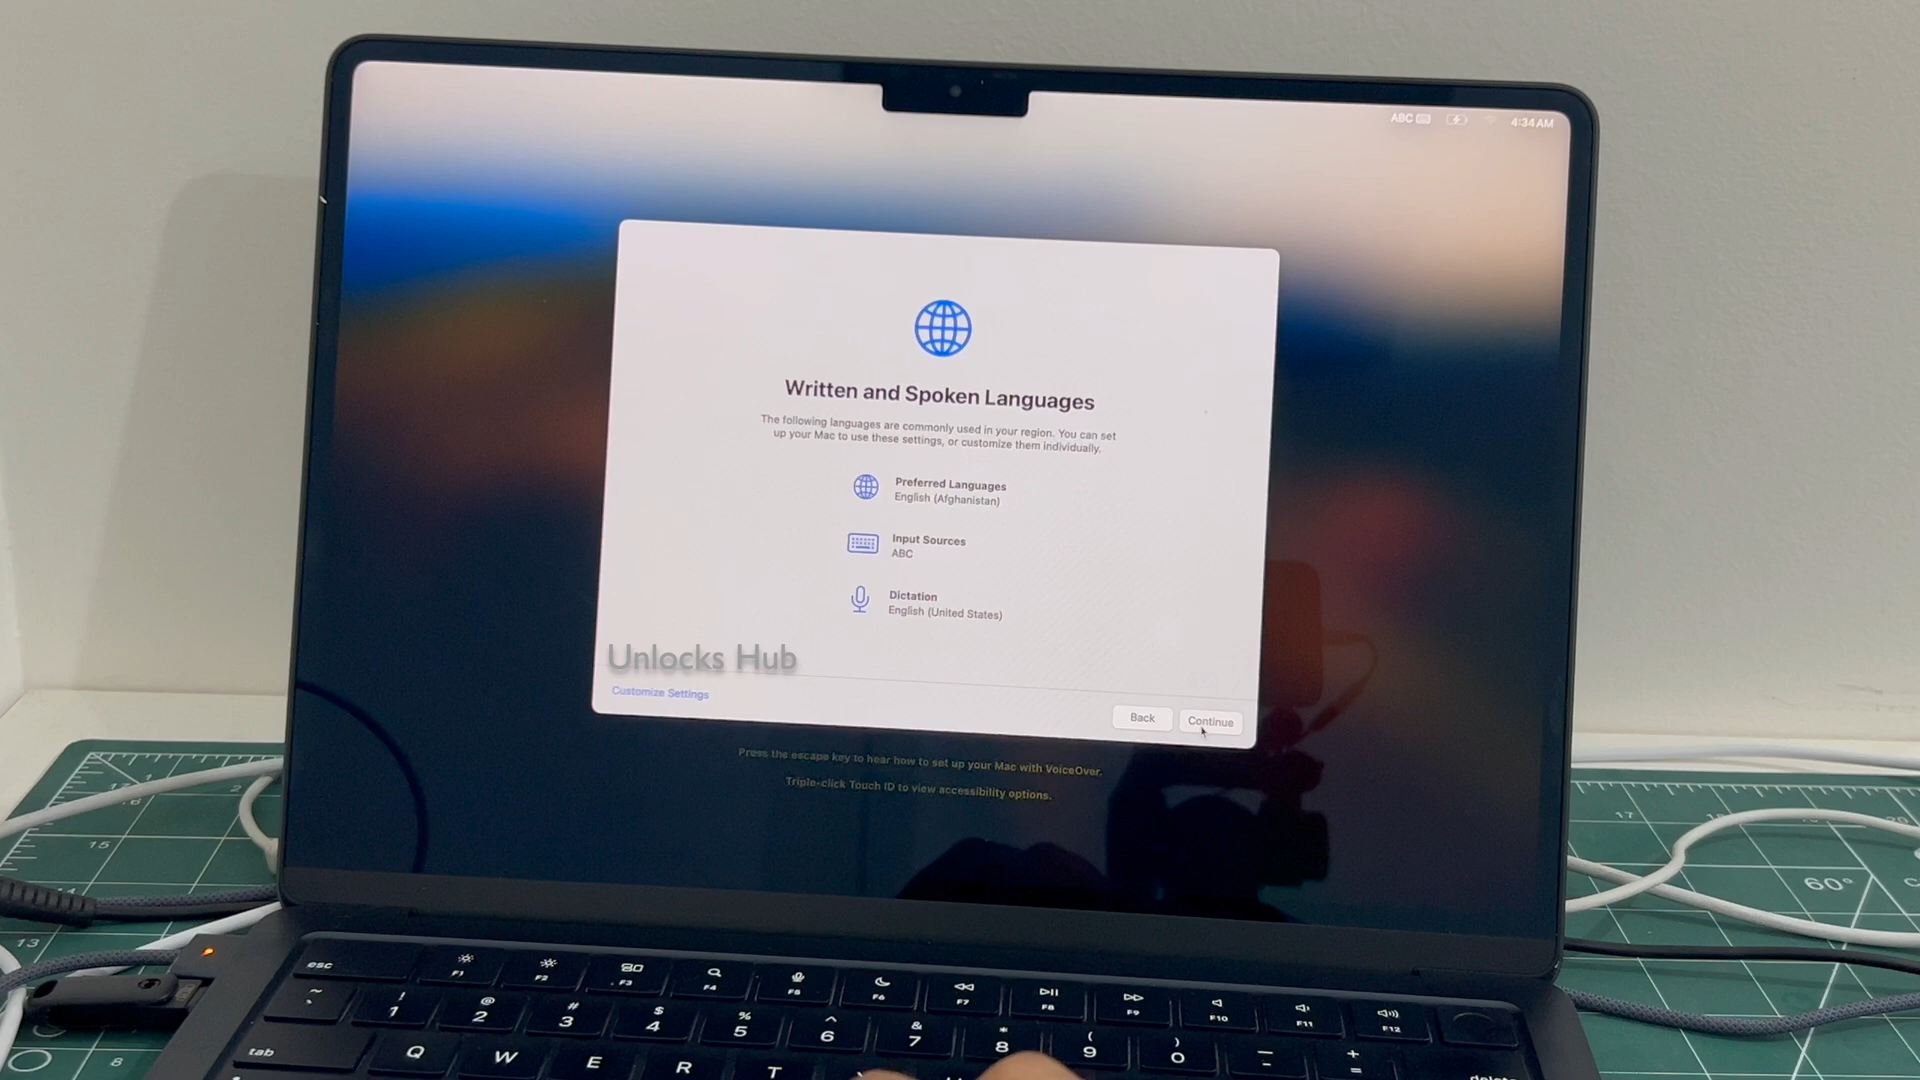 ABC
4:34 AM
Written and Spoken Languages
The following languages are commonly used in your region. You can set
up your Mac to use these settings, or customize them individually.
Preferred Languages
English (Afghanistan)
Input Sources
ABC
Dictation
English (United States)
Unlocks Hub
Customize Settings
Back
Continue
Press the escape key to hear how to set up your Mac with VoiceOver.
Triple-click Touch ID to view accessibility options.
17
15
60°
13
8
esc
F1
F2
F3
F4
F5
F6
F7
F8
F9
F10
F11
F12
~ `
! 1
@ 2
# 3
$ 4
% 5
^ 6
& 7
* 8
( 9
) 0
_ -
+ =
delete
tab
Q
W
E
R
T